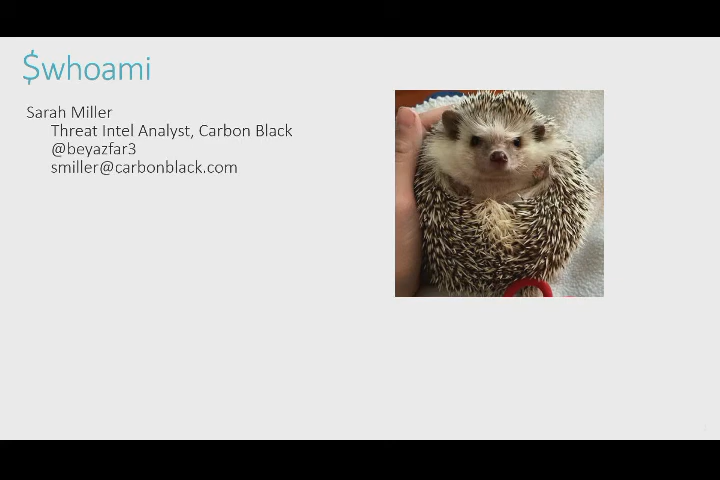 $whoami
Sarah Miller
Threat Intel Analyst, Carbon Black
@beyazfar3
smiller@carbonblack.com